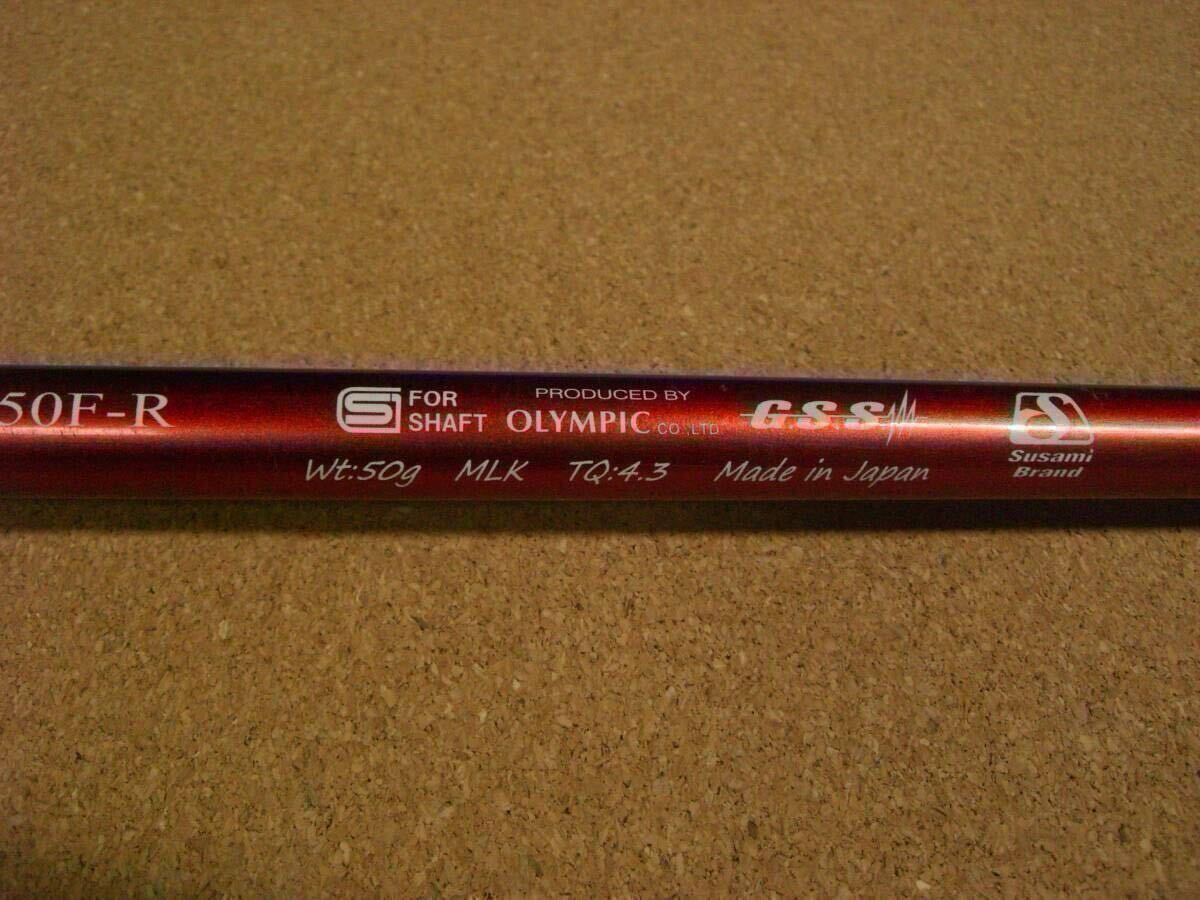 50F-R
FOR SHAFT
PRODUCED BY
OLYMPIC CO.,LTD.
G.S.S
Susami
Brand
Wt:50g MLK TQ:4.3 Made in Japan